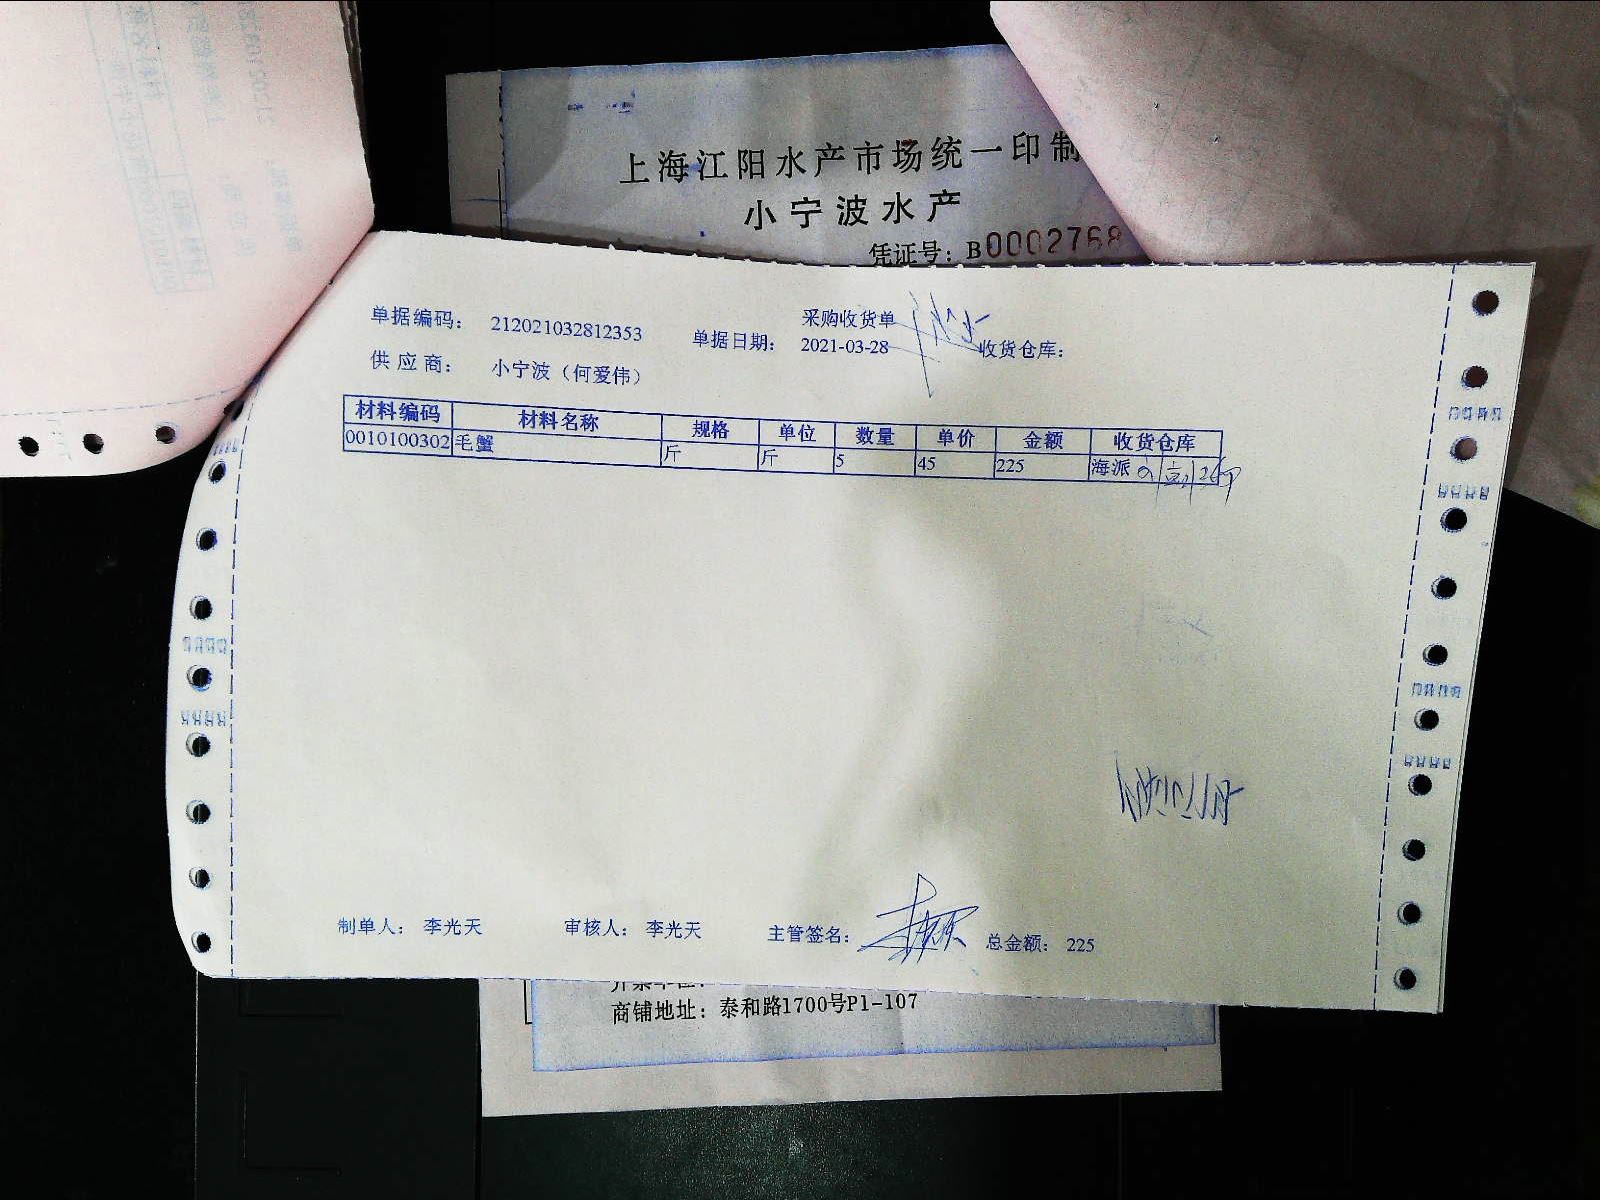 上海江阳水产市场统一印制
小宁波水产
凭证号：B0002768
采购收货单
单据编码： 212021032812353 单据日期： 2021-03-28 收货仓库：
供应商： 小宁波（何爱伟）
材料编码 材料名称 规格 单位 数量 单价 金额 收货仓库
0010100302 毛蟹 斤 斤 5 45 225 海派
制单人： 李光天 审核人： 李光天 主管签名： 总金额： 225
商铺地址：泰和路1700号P1-107